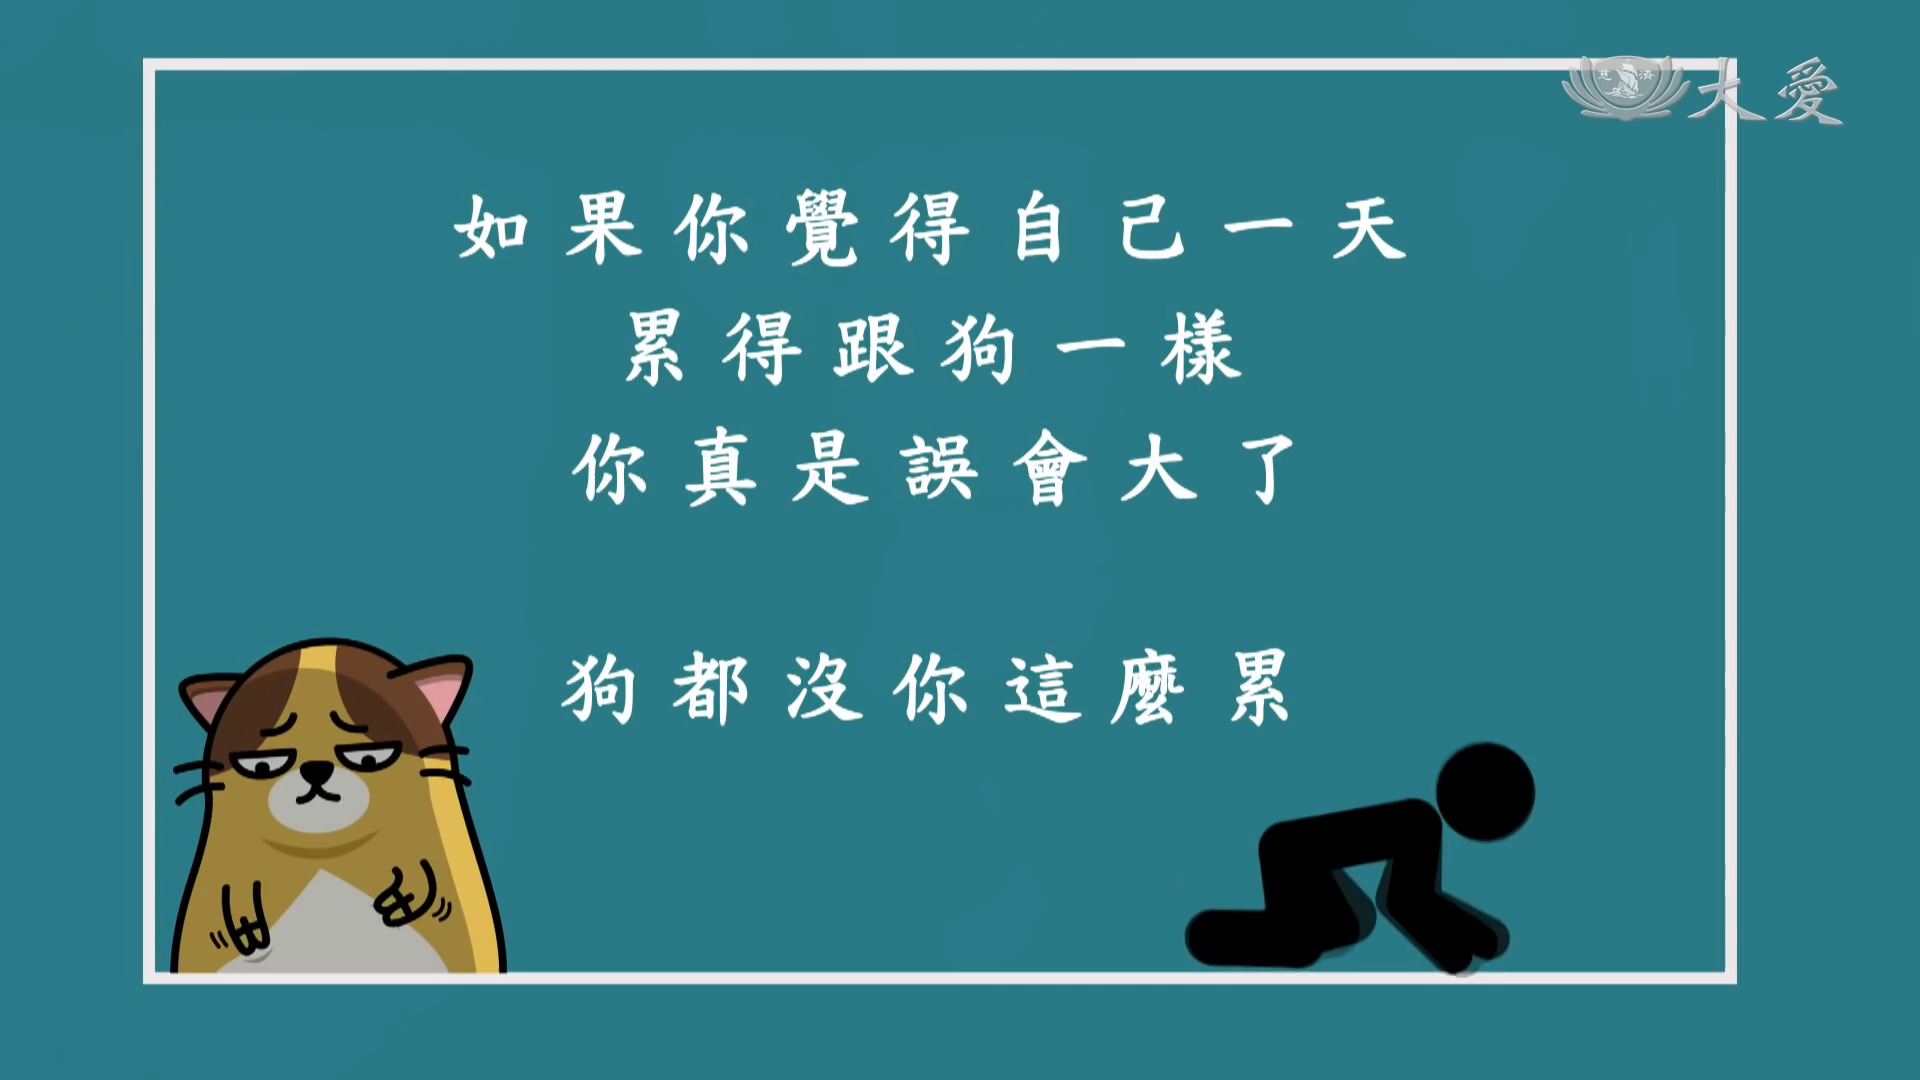 大愛
如果你覺得自己一天
累得跟狗一樣
你真是誤會大了
狗都沒你這麼累